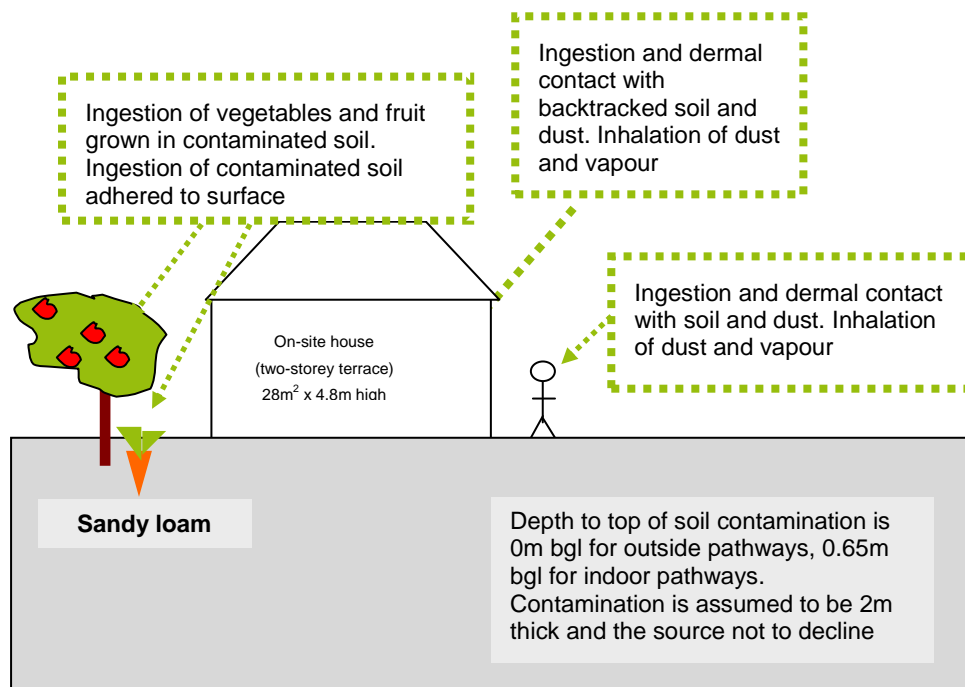 Ingestion of vegetables and fruit
grown in contaminated soil.
Ingestion of contaminated soil
adhered to surface
Ingestion and dermal
contact with
backtracked soil and
dust. Inhalation of dust
and vapour
Ingestion and dermal contact
with soil and dust. Inhalation
of dust and vapour
On-site house
(two-storey terrace)
28m² x 4.8m high
Sandy loam
Depth to top of soil contamination is
0m bgl for outside pathways, 0.65m
bgl for indoor pathways.
Contamination is assumed to be 2m
thick and the source not to decline